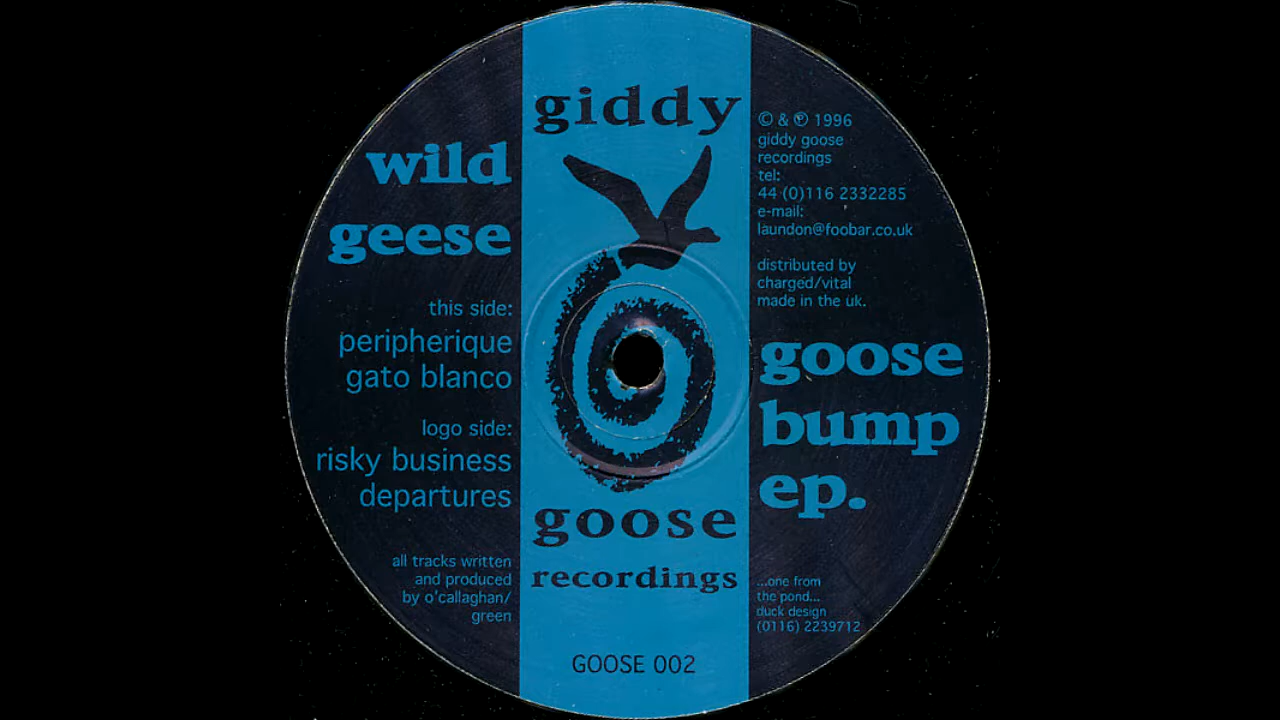 wild
geese
this side:
peripherique
gato blanco
logo side:
risky business
departures
all tracks written
and produced
by o'callaghan/
green
giddy
goose
recordings
GOOSE 002
© & ℗ 1996
giddy goose
recordings
tel:
44 (0)116 2332285
e-mail:
laundon@foobar.co.uk
distributed by
charged/vital
made in the uk.
goose
bump
ep.
...one from
the pond...
duck design
(0116) 2239712